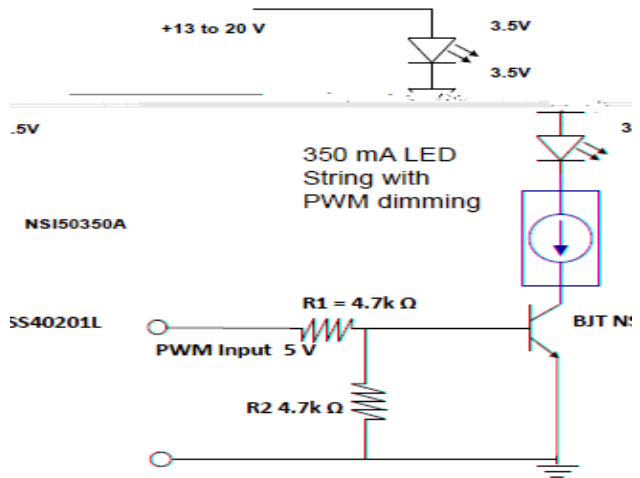 +13 to 20 V
3.5V
3.5V
.5V
3
350 mA LED
String with
PWM dimming
NSI50350A
R1 = 4.7k Ω
SS40201L
BJT NS
PWM Input 5 V
R2 4.7k Ω